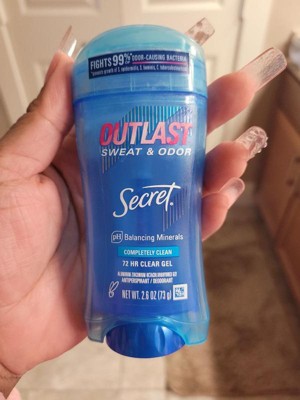 FIGHTS 99%* ODOR-CAUSING BACTERIA
OUTLAST
SWEAT & ODOR
Secret
pH Balancing Minerals
COMPLETELY CLEAN
72 HR CLEAR GEL
ANTIPERSPIRANT / DEODORANT
NET WT. 2.6 OZ (73 g)